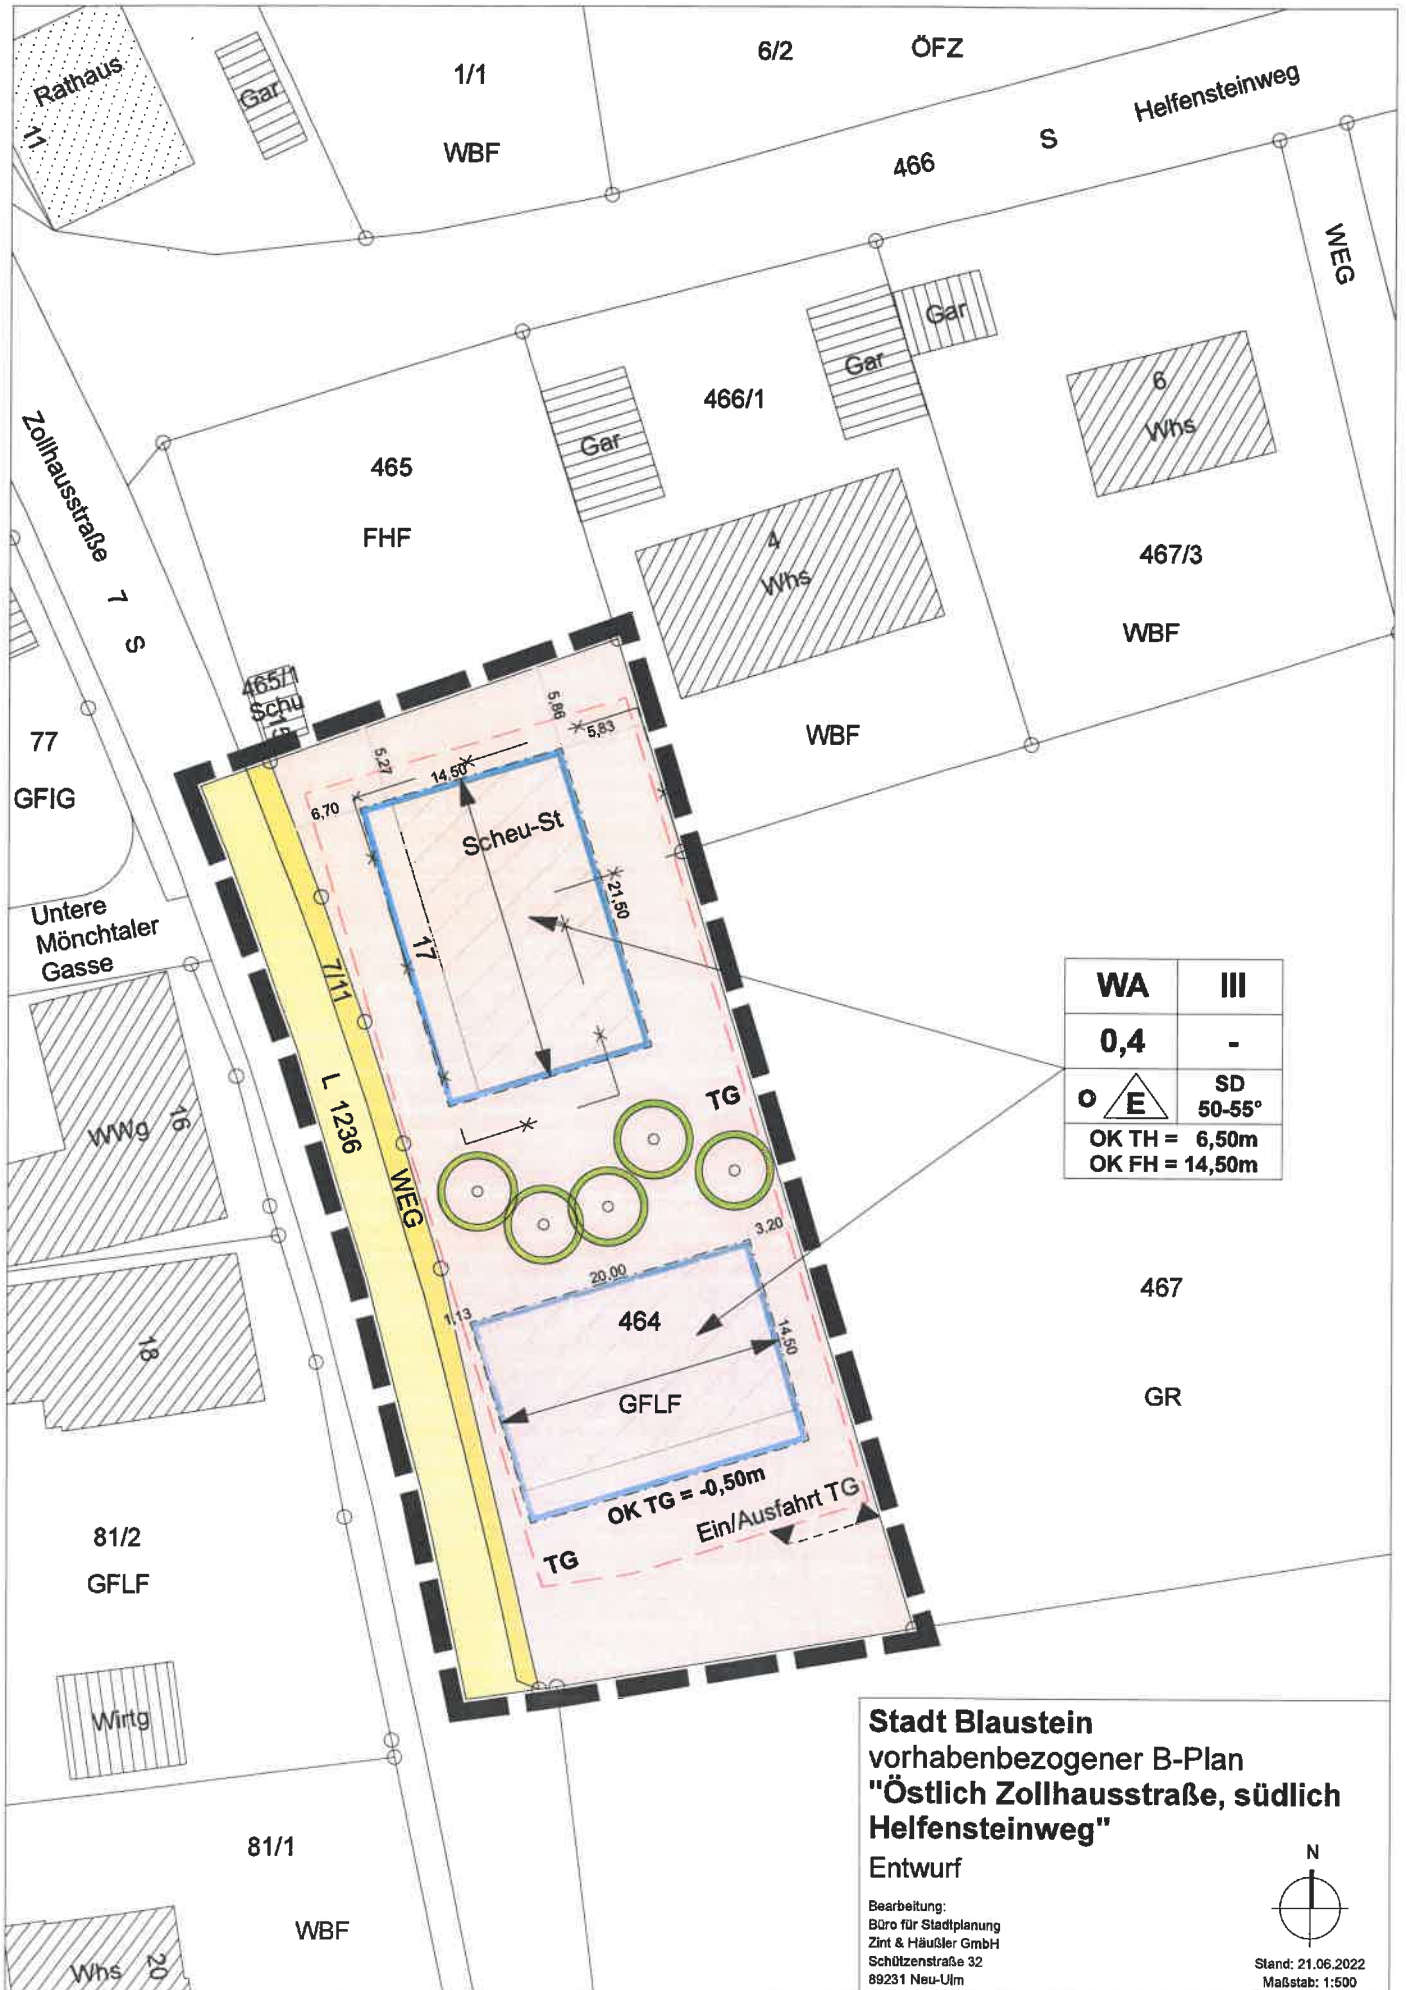 Rathaus
11
Gar
1/1
WBF
6/2
ÖFZ
Helfensteinweg
466
S
WEG
Zollhausstraße
7
S
465
FHF
Gar
466/1
Gar
Gar
6
Whs
4
Whs
467/3
WBF
WBF
465/1
Schu
15
77
GFIG
Untere
Mönchtaler
Gasse
5,86
5,83
5,27
14,50
6,70
Scheu-St
21,50
17
7/11
L 1236
WEG
TG
WA
III
0,4
-
o
E
SD
50-55°
OK TH = 6,50m
OK FH = 14,50m
WWg
16
18
3,20
20,00
1,13
464
14,50
GFLF
467
GR
OK TG = -0,50m
Ein/Ausfahrt TG
TG
81/2
GFLF
Wirtg
81/1
WBF
Whs
20
Stadt Blaustein
vorhabenbezogener B-Plan
"Östlich Zollhausstraße, südlich
Helfensteinweg"
Entwurf
Bearbeitung:
Büro für Stadtplanung
Zint & Häußler GmbH
Schützenstraße 32
89231 Neu-Ulm
N
Stand: 21.06.2022
Maßstab: 1:500